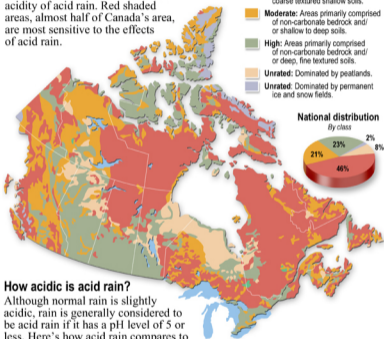 acidity of acid rain. Red shaded
areas, almost half of Canada's area,
are most sensitive to the effects
of acid rain.
coarse textured shallow soils.
Moderate: Areas primarily comprised
of non-carbonate bedrock and/
or shallow to deep soils.
High: Areas primarily comprised
of non-carbonate bedrock and/
or deep, fine textured soils.
Unrated: Dominated by peatlands.
Unrated: Dominated by permanent
ice and snow fields.
National distribution
By class
23%
2%
8%
21%
46%
How acidic is acid rain?
Although normal rain is slightly
acidic, rain is generally considered to
be acid rain if it has a pH level of 5 or
less. Here's how acid rain compares to